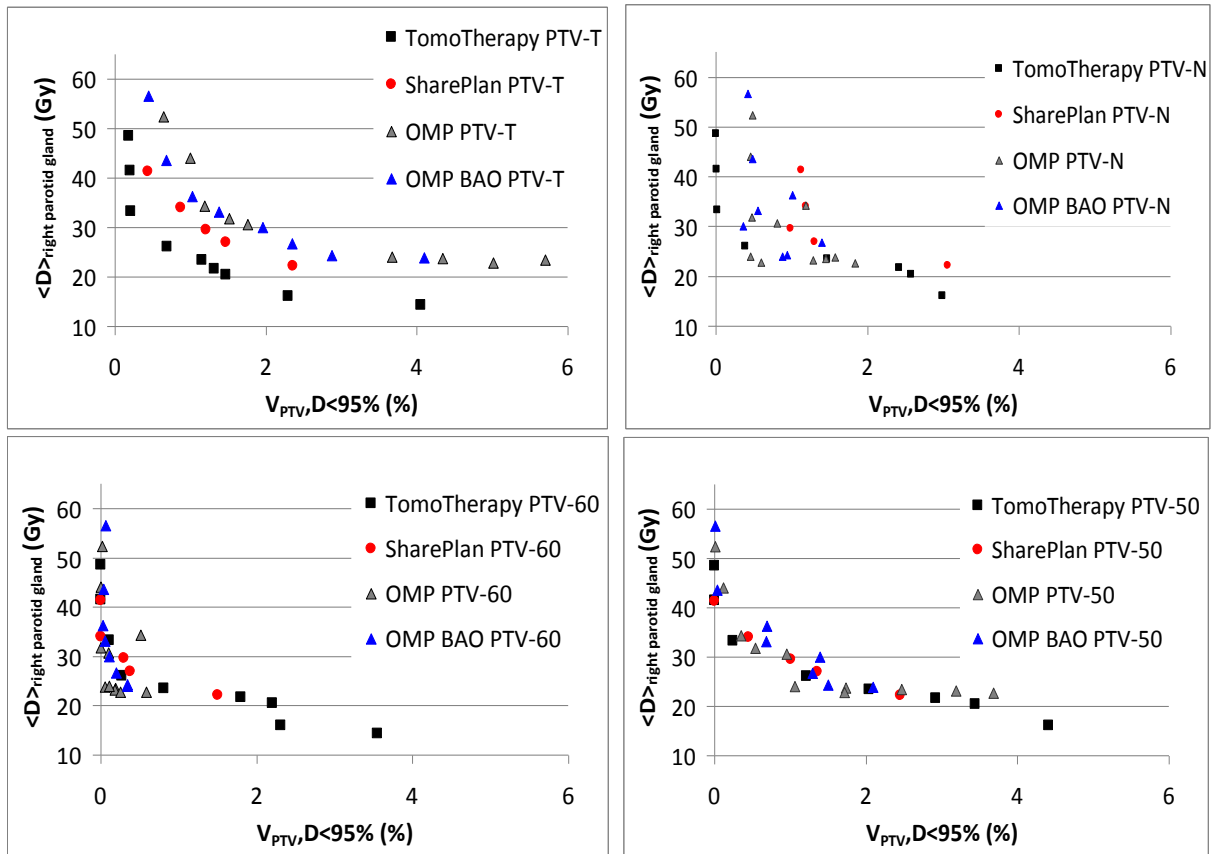 TomoTherapy PTV-T
SharePlan PTV-T
OMP PTV-T
OMP BAO PTV-T
<D>right parotid gland (Gy)
60
50
40
30
20
10
0 2 4 6
VPTV,D<95% (%)
TomoTherapy PTV-N
SharePlan PTV-N
OMP PTV-N
OMP BAO PTV-N
<D>right parotid gland (Gy)
60
50
40
30
20
10
0 2 4 6
VPTV,D<95% (%)
TomoTherapy PTV-60
SharePlan PTV-60
OMP PTV-60
OMP BAO PTV-60
<D>right parotid gland (Gy)
60
50
40
30
20
10
0 2 4 6
VPTV,D<95% (%)
TomoTherapy PTV-50
SharePlan PTV-50
OMP PTV-50
OMP BAO PTV-50
<D>right parotid gland (Gy)
60
50
40
30
20
10
0 2 4 6
VPTV,D<95% (%)